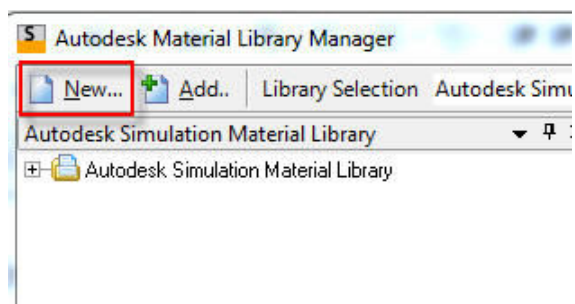 S Autodesk Material Library Manager
New... Add.. Library Selection Autodesk Simu
Autodesk Simulation Material Library
Autodesk Simulation Material Library